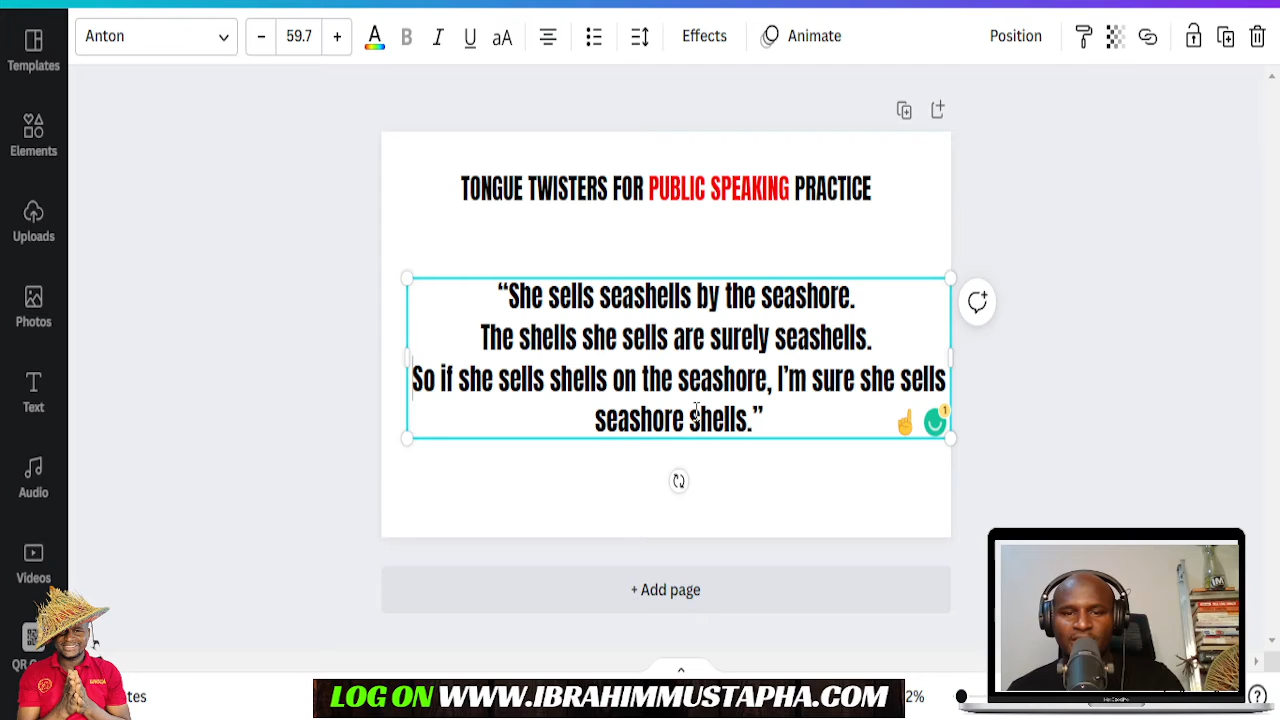 Anton
– 59.7 + A B I U aA Effects Animate Position
Templates
Elements
Uploads
Photos
Text
Audio
Videos
TONGUE TWISTERS FOR PUBLIC SPEAKING PRACTICE
“She sells seashells by the seashore.
The shells she sells are surely seashells.
So if she sells shells on the seashore, I’m sure she sells
seashore shells.”
1
+ Add page
LOG ON WWW.IBRAHIMMUSTAPHA.COM
?